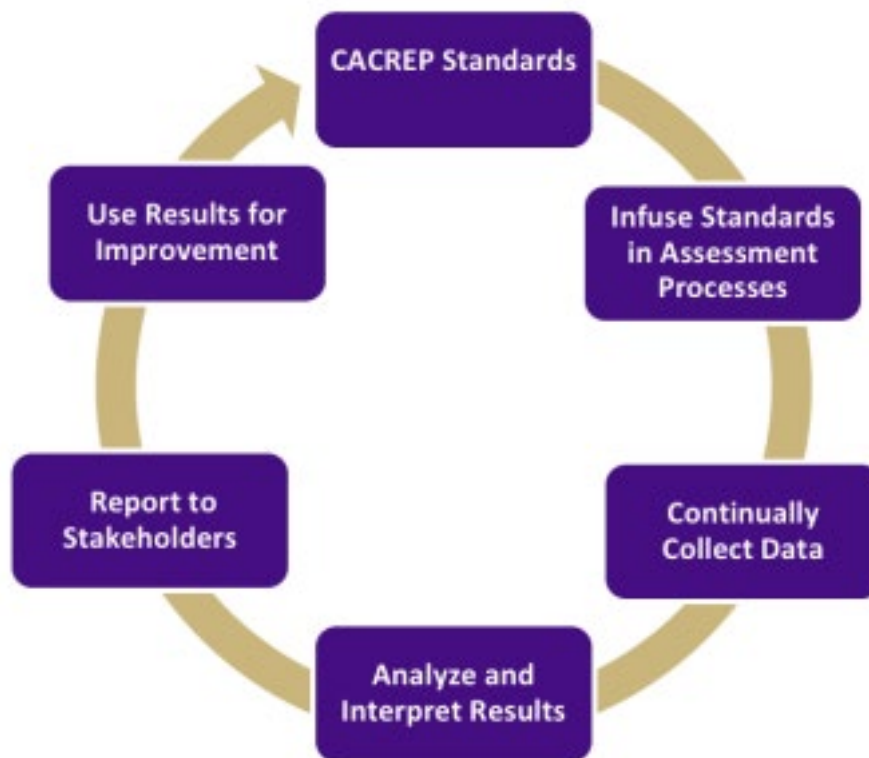 CACREP Standards
Infuse Standards
in Assessment
Processes
Continually
Collect Data
Analyze and
Interpret Results
Report to
Stakeholders
Use Results for
Improvement